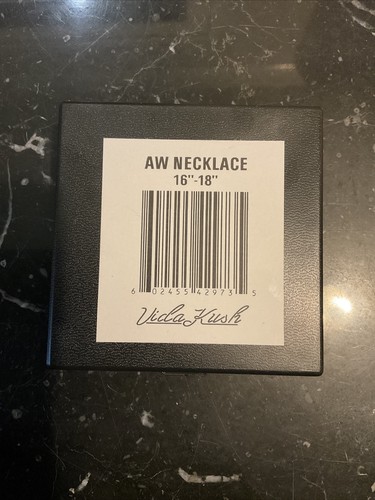 AW NECKLACE
16"-18"
6 02455 42973 5
Vida Kush